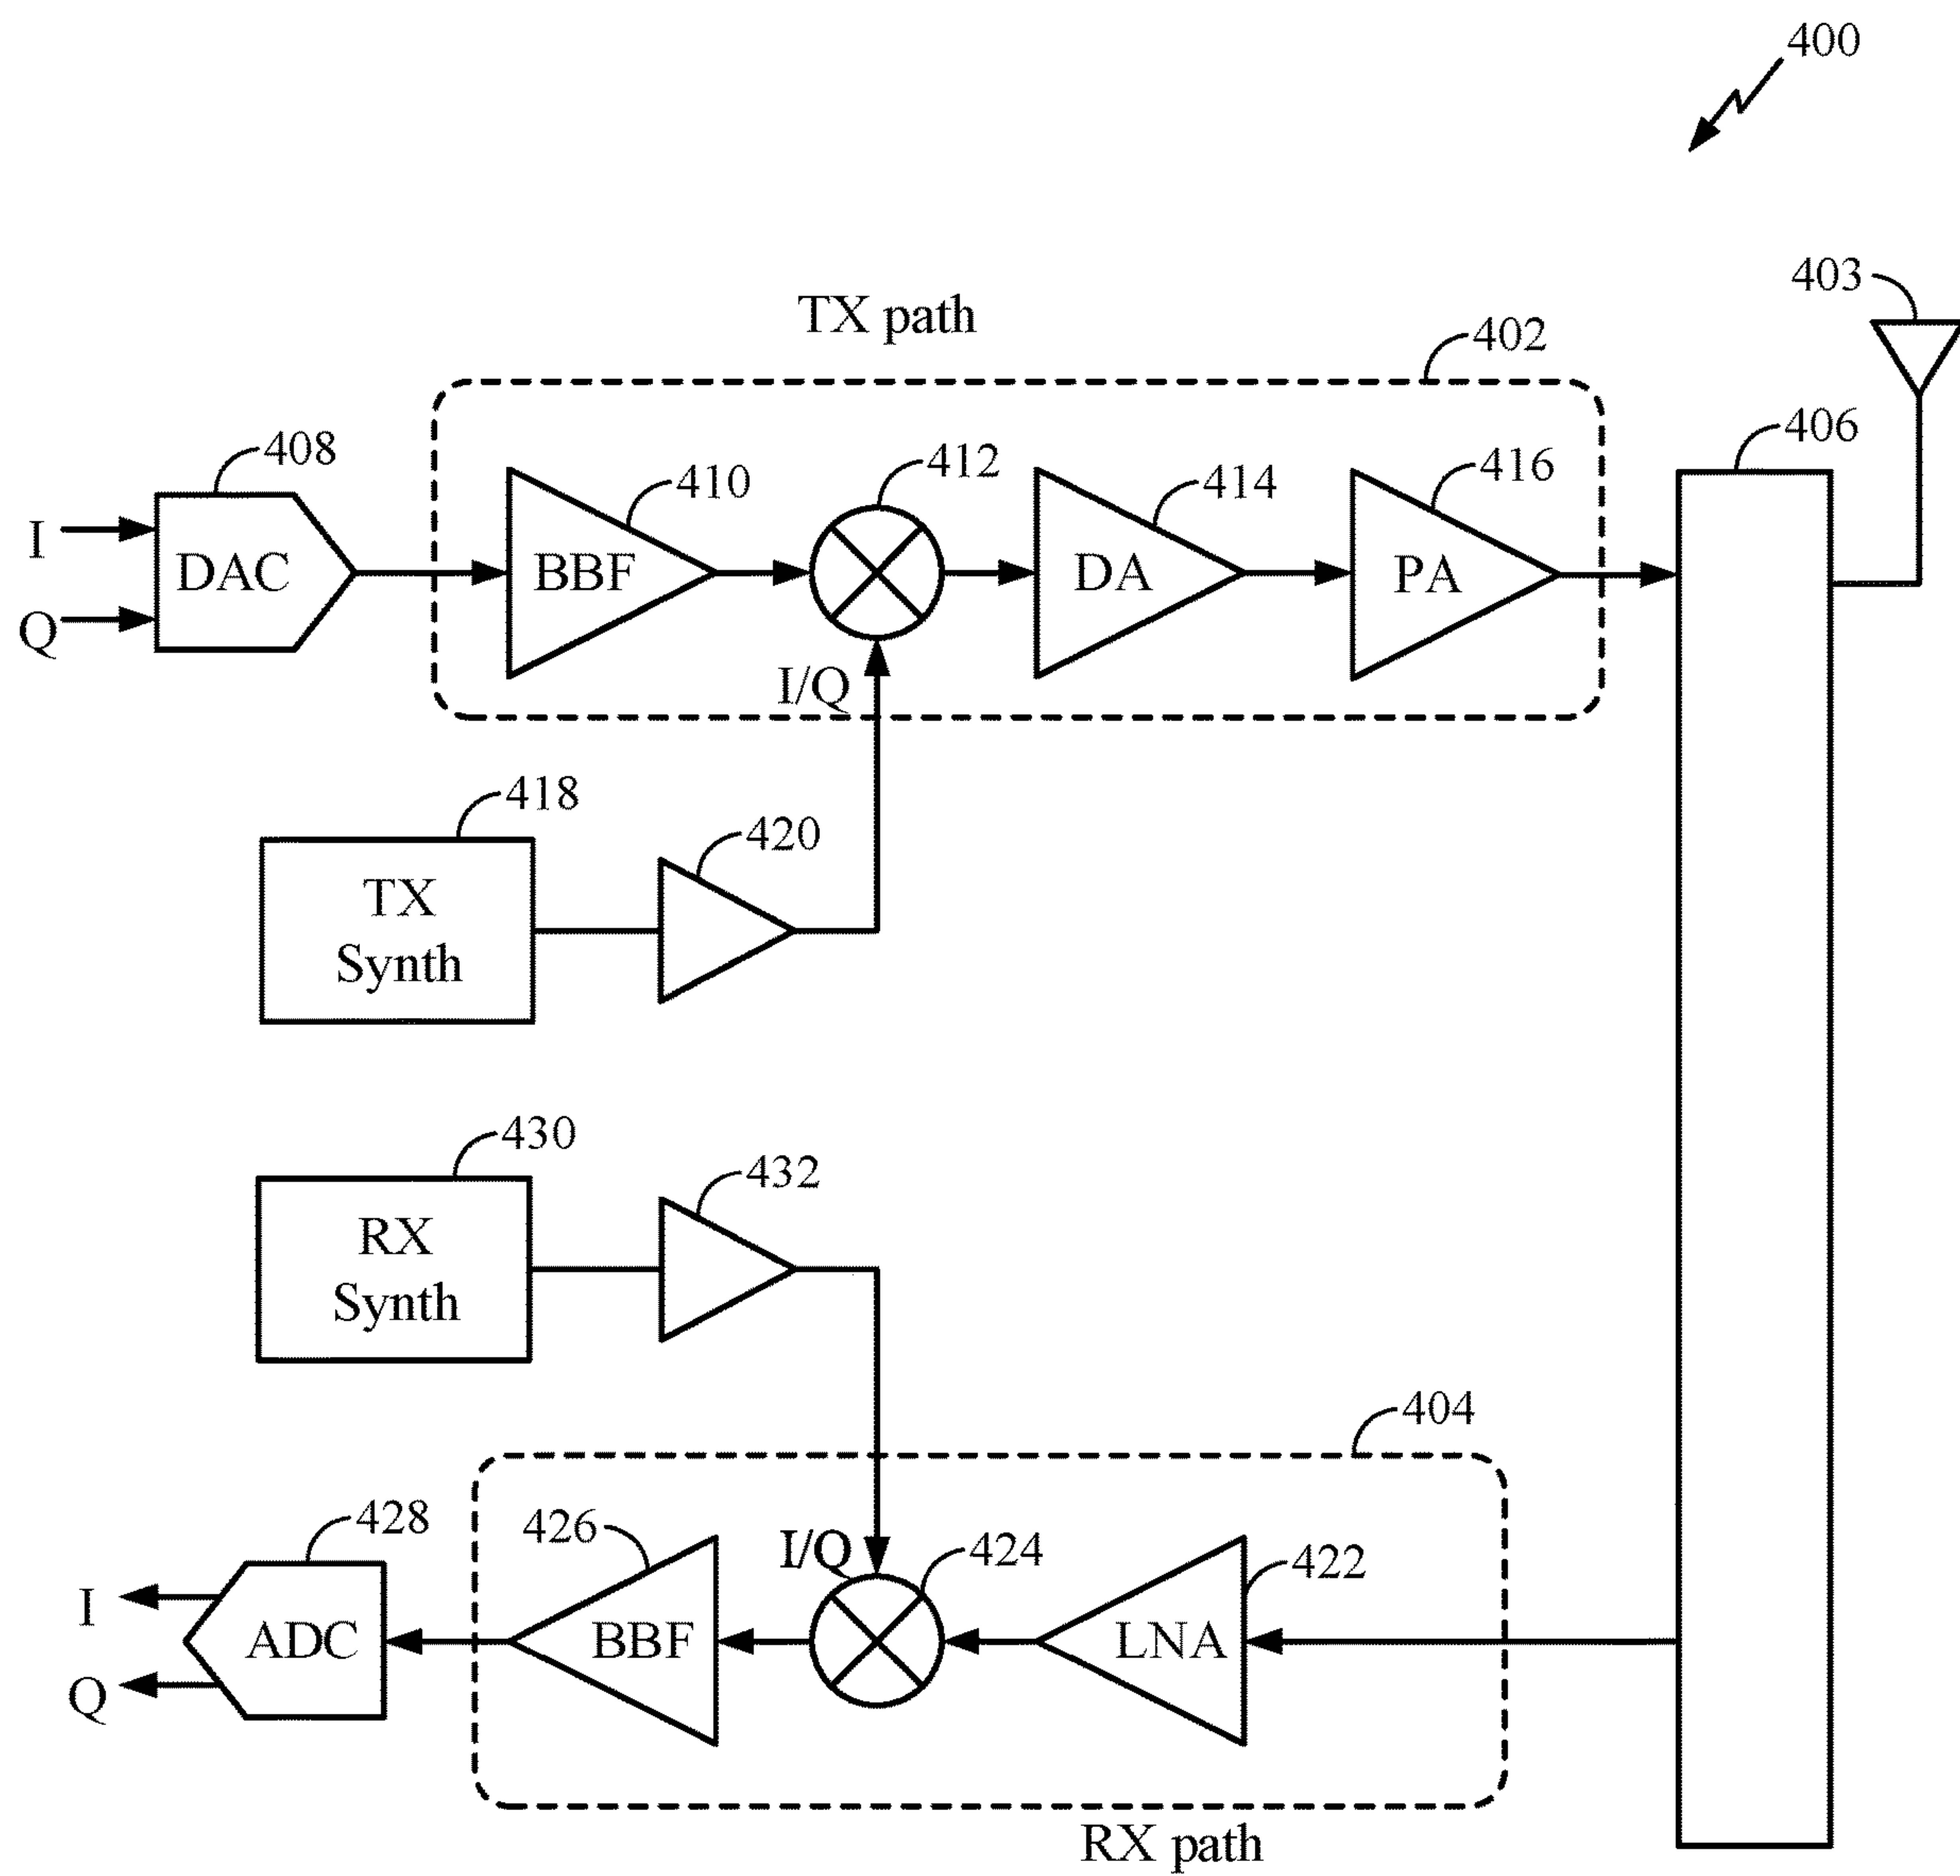 400
403
TX path
402
406
408
410
412
414
416
I
DAC
BBF
DA
PA
Q
I/Q
418
420
TX
Synth
430
432
RX
Synth
404
428
426
I/Q
424
422
I
ADC
BBF
LNA
Q
RX path